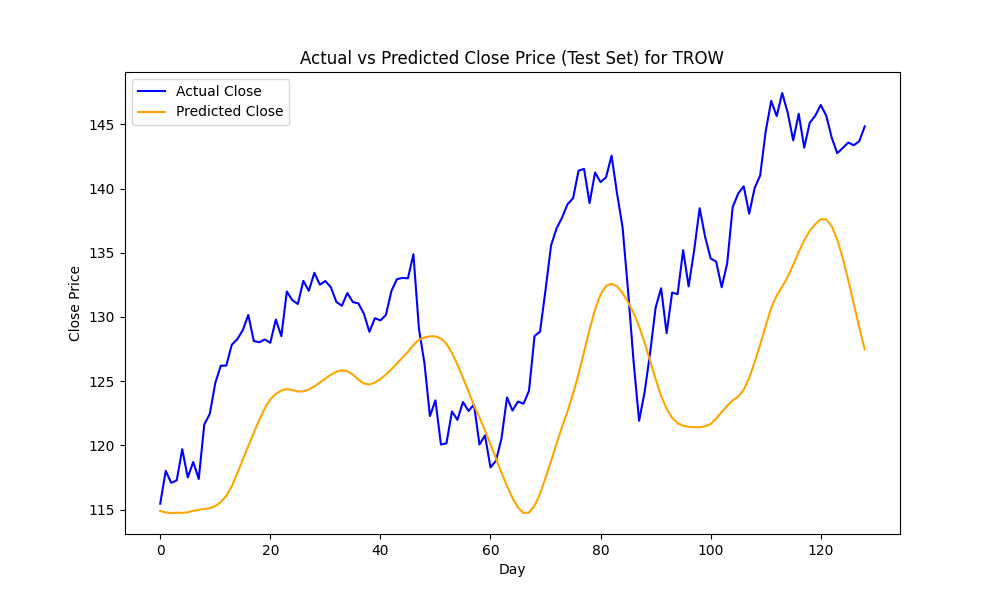 Actual vs Predicted Close Price (Test Set) for TROW
Actual Close
Predicted Close
145
140
135
130
125
120
115
Close Price
0 20 40 60 80 100 120
Day